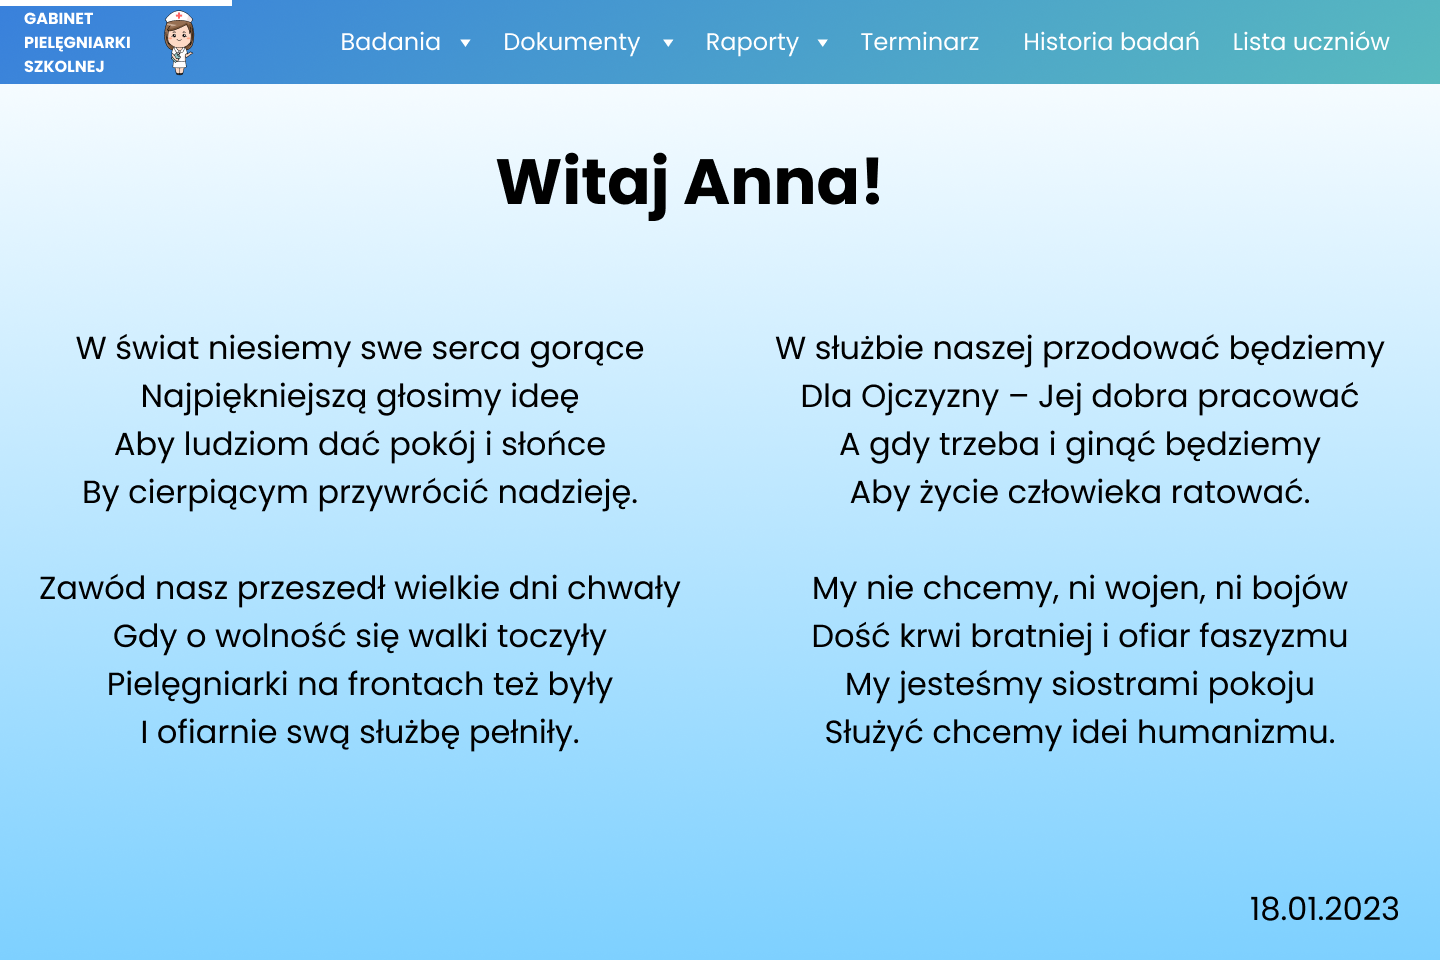 GABINET
PIELĘGNIARKI
SZKOLNEJ
Badania
Dokumenty
Raporty
Terminarz
Historia badań
Lista uczniów
Witaj Anna!
W świat niesiemy swe serca gorące
Najpiękniejszą głosimy ideę
Aby ludziom dać pokój i słońce
By cierpiącym przywrócić nadzieję.
Zawód nasz przeszedł wielkie dni chwały
Gdy o wolność się walki toczyły
Pielęgniarki na frontach też były
I ofiarnie swą służbę pełniły.
W służbie naszej przodować będziemy
Dla Ojczyzny – Jej dobra pracować
A gdy trzeba i ginąć będziemy
Aby życie człowieka ratować.
My nie chcemy, ni wojen, ni bojów
Dość krwi bratniej i ofiar faszyzmu
My jesteśmy siostrami pokoju
Służyć chcemy idei humanizmu.
18.01.2023